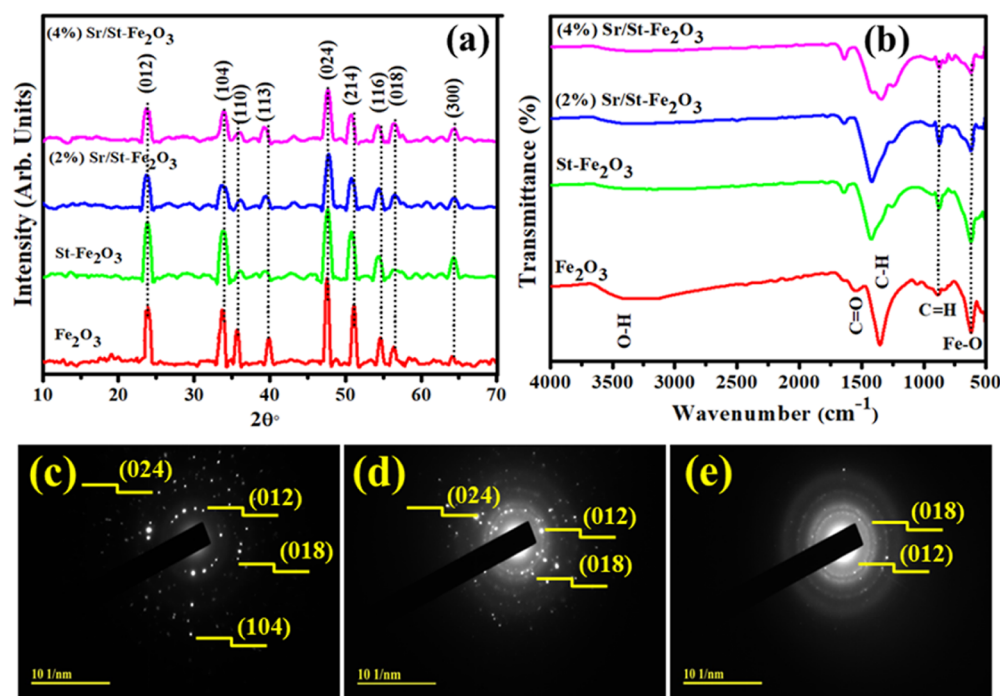 (a)
Intensity (Arb. Units)
(4%) Sr/St-Fe₂O₃
(2%) Sr/St-Fe₂O₃
St-Fe₂O₃
Fe₂O₃
(012)
(104)
(110)
(113)
(024)
(214)
(116)
(018)
(300)
10 20 30 40 50 60 70
2θ°
(b)
Transmittance (%)
(4%) Sr/St-Fe₂O₃
(2%) Sr/St-Fe₂O₃
St-Fe₂O₃
Fe₂O₃
O-H
C=O
C-H
C=H
Fe-O
4000 3500 3000 2500 2000 1500 1000 500
Wavenumber (cm⁻¹)
(c)
(024)
(012)
(018)
(104)
10 1/nm
(d)
(024)
(012)
(018)
10 1/nm
(e)
(018)
(012)
10 1/nm